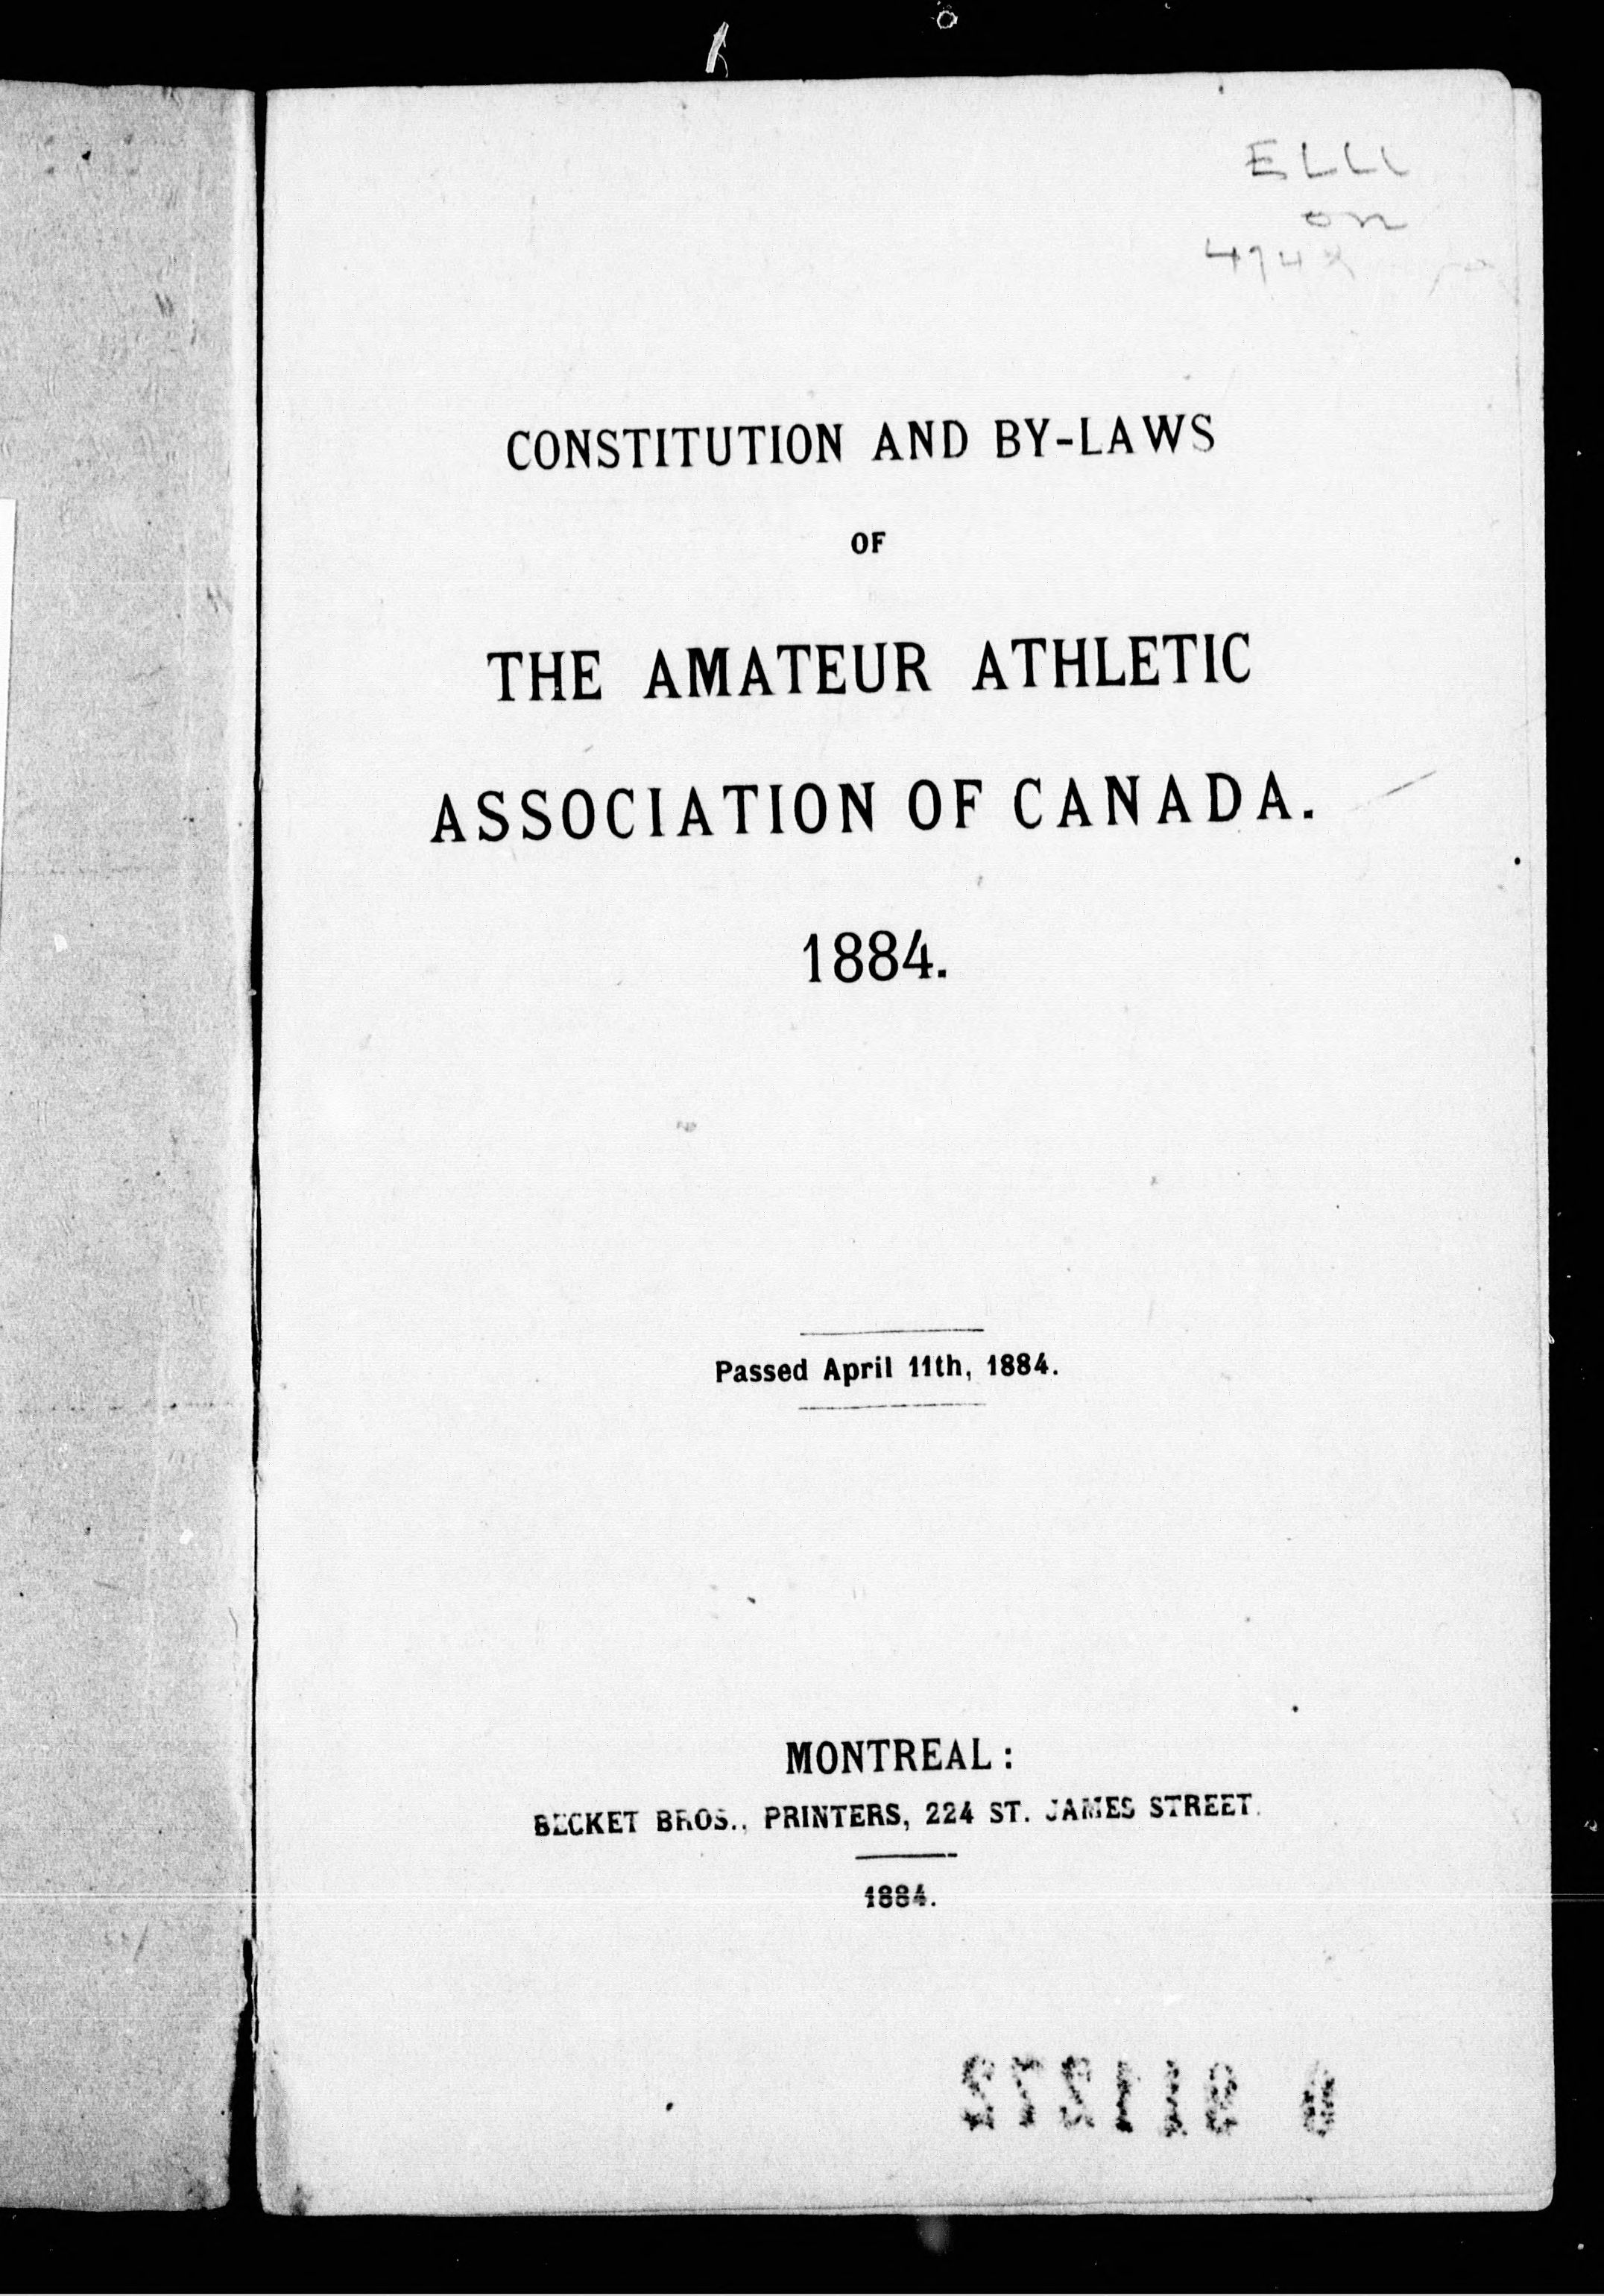 CONSTITUTION AND BY-LAWS
OF
THE AMATEUR ATHLETIC
ASSOCIATION OF CANADA.
1884.
Passed April 11th, 1884.
MONTREAL:
BECKET BROS., PRINTERS, 224 ST. JAMES STREET.
1884.